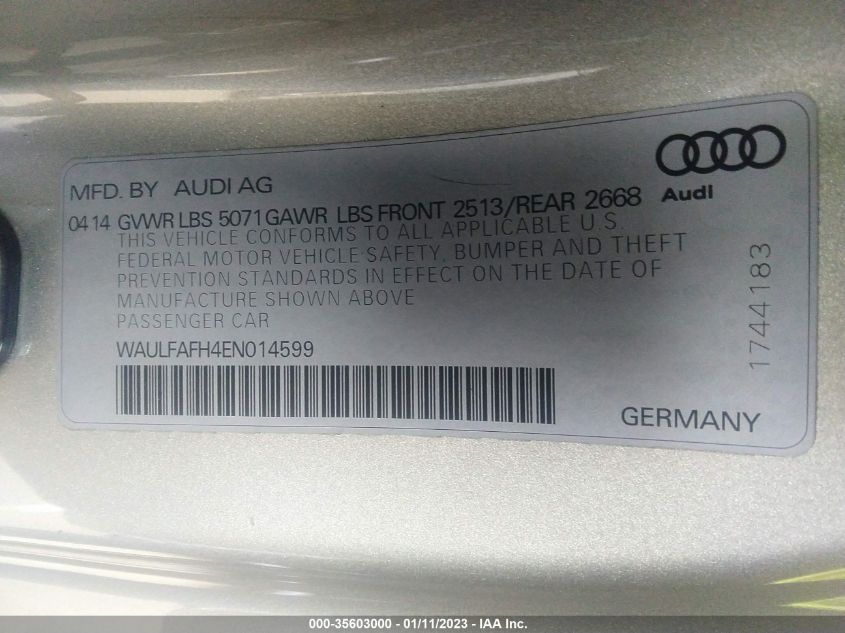 MFD. BY AUDI AG
Audi
04 14 GVWR LBS 5071 GAWR LBS FRONT 2513/REAR 2668
THIS VEHICLE CONFORMS TO ALL APPLICABLE U.S.
FEDERAL MOTOR VEHICLE SAFETY, BUMPER AND THEFT
PREVENTION STANDARDS IN EFFECT ON THE DATE OF
MANUFACTURE SHOWN ABOVE
PASSENGER CAR
WAULFAFH4EN014599
1744183
GERMANY
000-35603000 - 01/11/2023 - IAA Inc.